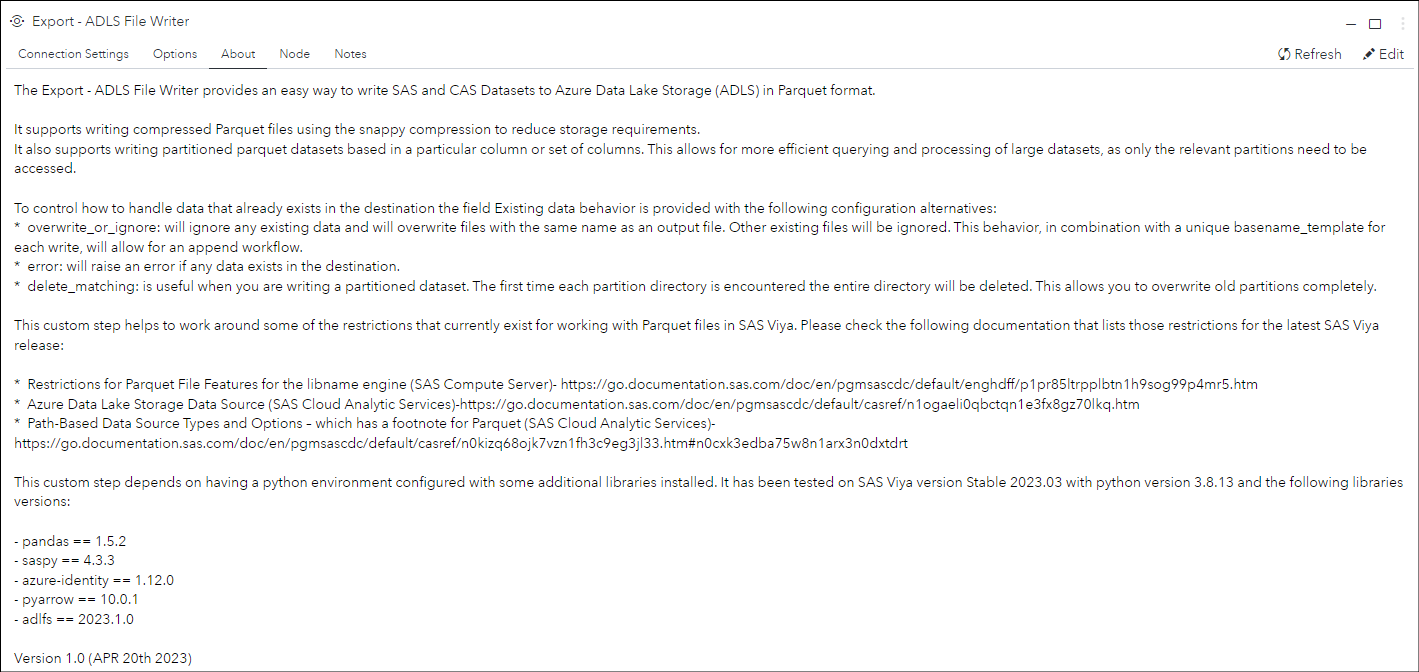 Export - ADLS File Writer
Connection Settings Options About Node Notes Refresh Edit
The Export - ADLS File Writer provides an easy way to write SAS and CAS Datasets to Azure Data Lake Storage (ADLS) in Parquet format.
It supports writing compressed Parquet files using the snappy compression to reduce storage requirements.
It also supports writing partitioned parquet datasets based in a particular column or set of columns. This allows for more efficient querying and processing of large datasets, as only the relevant partitions need to be
accessed.
To control how to handle data that already exists in the destination the field Existing data behavior is provided with the following configuration alternatives:
* overwrite_or_ignore: will ignore any existing data and will overwrite files with the same name as an output file. Other existing files will be ignored. This behavior, in combination with a unique basename_template for
each write, will allow for an append workflow.
* error: will raise an error if any data exists in the destination.
* delete_matching: is useful when you are writing a partitioned dataset. The first time each partition directory is encountered the entire directory will be deleted. This allows you to overwrite old partitions completely.
This custom step helps to work around some of the restrictions that currently exist for working with Parquet files in SAS Viya. Please check the following documentation that lists those restrictions for the latest SAS Viya
release:
* Restrictions for Parquet File Features for the libname engine (SAS Compute Server)- https://go.documentation.sas.com/doc/en/pgmsascdc/default/enghdff/p1pr85ltrpplbtn1h9sog99p4mr5.htm
* Azure Data Lake Storage Data Source (SAS Cloud Analytic Services)-https://go.documentation.sas.com/doc/en/pgmsascdc/default/casref/n1ogaeli0qbctqn1e3fx8gz70lkq.htm
* Path-Based Data Source Types and Options – which has a footnote for Parquet (SAS Cloud Analytic Services)-
https://go.documentation.sas.com/doc/en/pgmsascdc/default/casref/n0kizq68ojk7vzn1fh3c9eg3jl33.htm#n0cxk3edba75w8n1arx3n0dxtdrt
This custom step depends on having a python environment configured with some additional libraries installed. It has been tested on SAS Viya version Stable 2023.03 with python version 3.8.13 and the following libraries
versions:
- pandas == 1.5.2
- saspy == 4.3.3
- azure-identity == 1.12.0
- pyarrow == 10.0.1
- adlfs == 2023.1.0
Version 1.0 (APR 20th 2023)